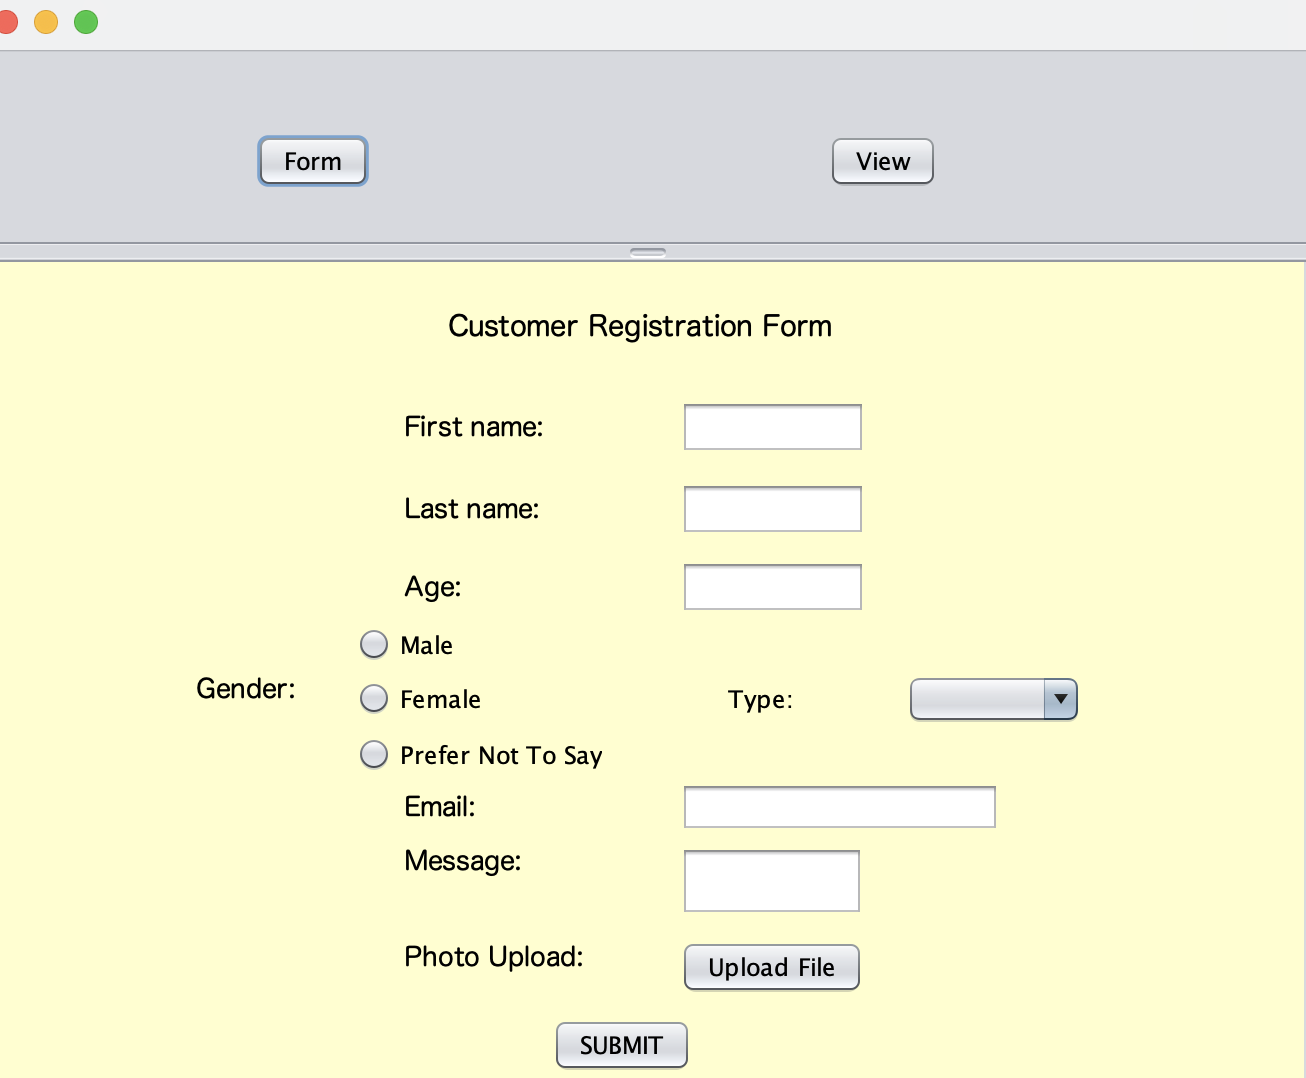 Form
View
Customer Registration Form
First name:
Last name:
Age:
Male
Gender:
Female
Type:
Prefer Not To Say
Email:
Message:
Photo Upload:
Upload File
SUBMIT